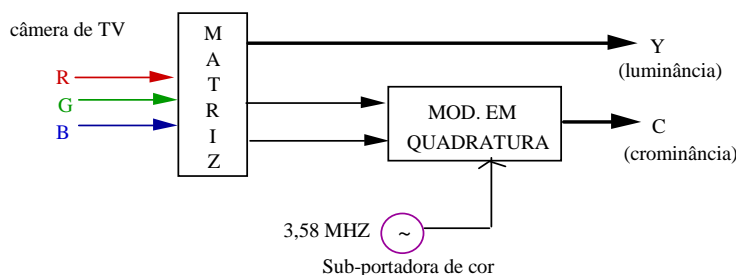 câmera de TV
R
G
B
M
A
T
R
I
Z
Y
(luminância)
MOD. EM
QUADRATURA
C
(crominância)
3,58 MHZ
~
Sub-portadora de cor